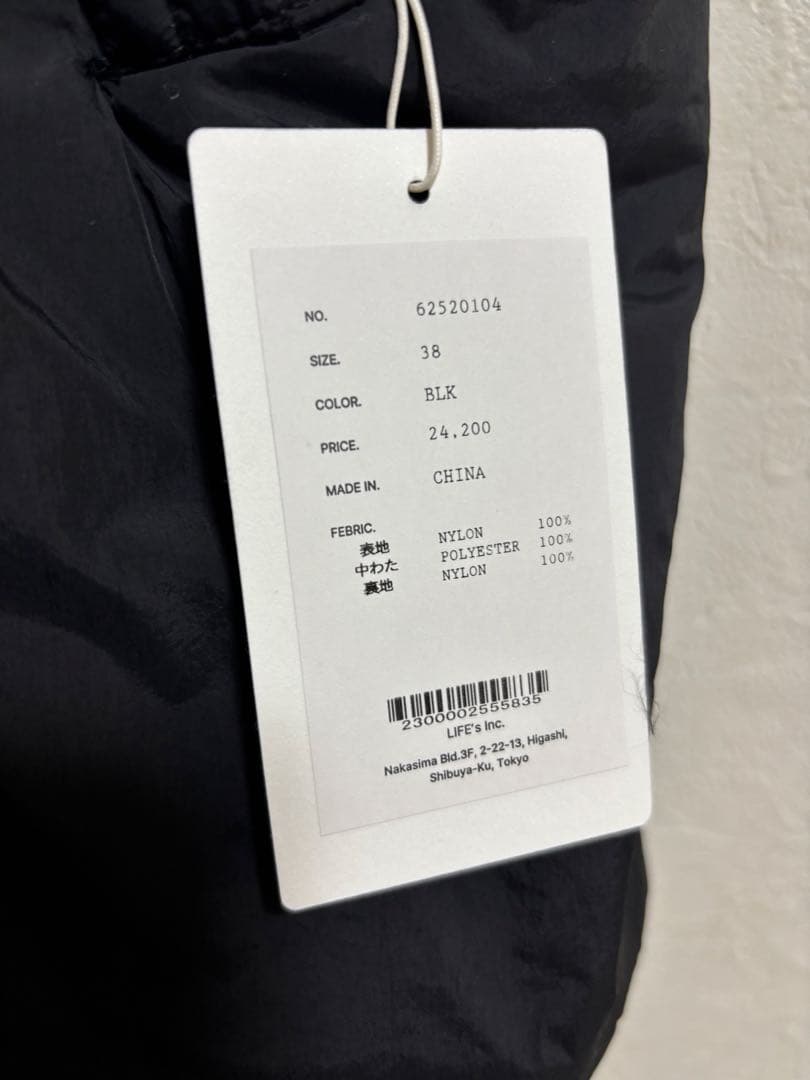 NO. 62520104
SIZE. 38
COLOR. BLK
PRICE. 24,200
MADE IN. CHINA
FEBRIC.
表地 NYLON 100%
中わた POLYESTER 100%
裏地 NYLON 100%
2300002555835
LIFE's Inc.
Nakasima Bld.3F, 2-22-13, Higashi,
Shibuya-Ku, Tokyo